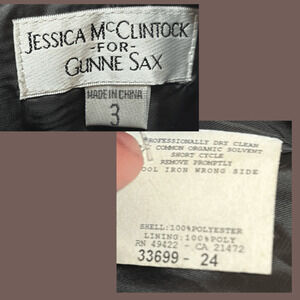 JESSICA MCCLINTOCK
-FOR-
GUNNE SAX
MADE IN CHINA
3
PROFESSIONALLY DRY CLEAN
COMMON ORGANIC SOLVENT
SHORT CYCLE
REMOVE PROMPTLY
COOL IRON WRONG SIDE
SHELL:100%POLYESTER
LINING:100%POLY
RN 49422 - CA 21472
33699 - 24